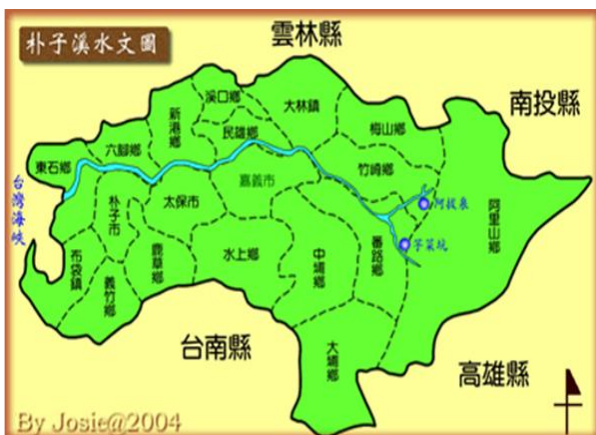 朴子溪水文圖
雲林縣
南投縣
溪口鄉
大林鎮
新港鄉
民雄鄉
梅山鄉
六腳鄉
東石鄉
竹崎鄉
嘉義市
台灣海峽
朴子市
太保市
阿拔泉
阿里山鄉
芋菜坑
布袋鎮
義竹鄉
鹿草鄉
水上鄉
中埔鄉
番路鄉
台南縣
大埔鄉
高雄縣
By Josie@2004